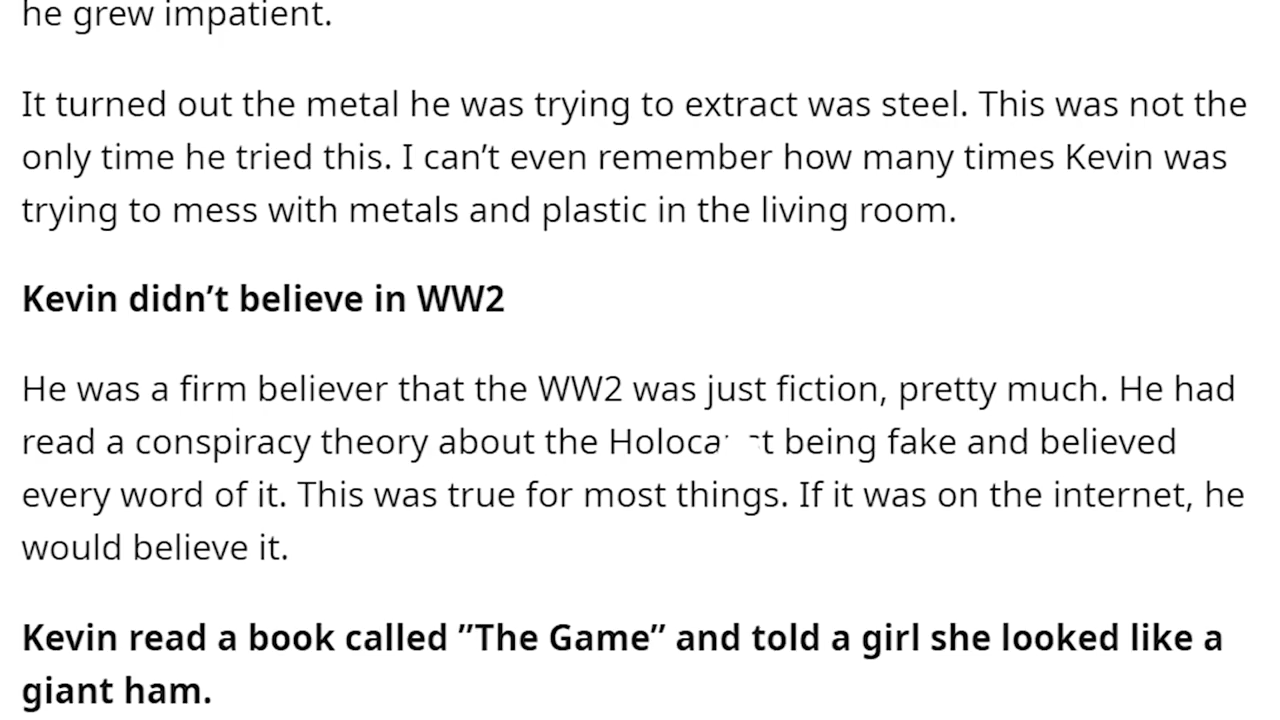 he grew impatient.
It turned out the metal he was trying to extract was steel. This was not the
only time he tried this. I can’t even remember how many times Kevin was
trying to mess with metals and plastic in the living room.
Kevin didn’t believe in WW2
He was a firm believer that the WW2 was just fiction, pretty much. He had
read a conspiracy theory about the being fake and believed
every word of it. This was true for most things. If it was on the internet, he
would believe it.
Kevin read a book called ”The Game” and told a girl she looked like a
giant ham.